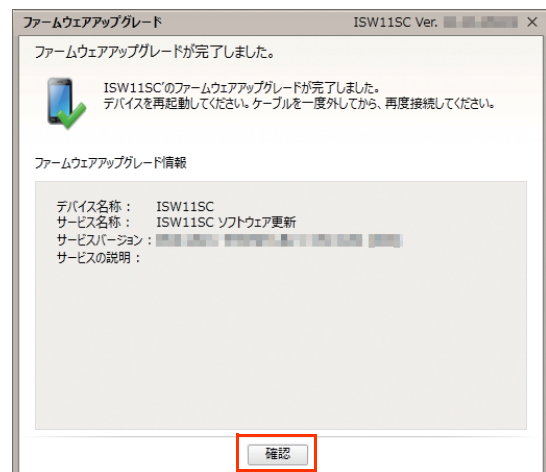 ファームウェアアップグレード ISW11SC Ver. ×
ファームウェアアップグレードが完了しました。
ISW11SC'のファームウェアアップグレードが完了しました。
デバイスを再起動してください。ケーブルを一度外してから、再度接続してください。
ファームウェアアップグレード情報
デバイス名称： ISW11SC
サービス名称： ISW11SC ソフトウェア更新
サービスバージョン：
サービスの説明：
確認